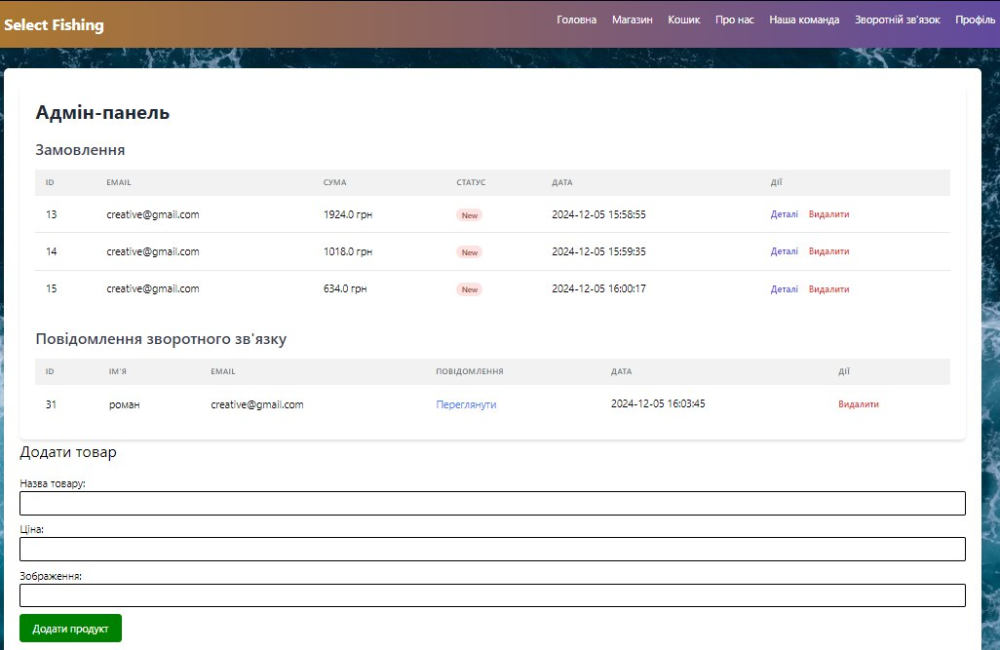 Select Fishing
Головна Магазин Кошик Про нас Наша команда Зворотній зв'язок Профіль
Адмін-панель
Замовлення
ID EMAIL СУМА СТАТУС ДАТА ДІЇ
13 creative@gmail.com 1924.0 грн New 2024-12-05 15:58:55 Деталі Видалити
14 creative@gmail.com 1018.0 грн New 2024-12-05 15:59:35 Деталі Видалити
15 creative@gmail.com 634.0 грн New 2024-12-05 16:00:17 Деталі Видалити
Повідомлення зворотного зв'язку
ID ІМ'Я EMAIL ПОВІДОМЛЕННЯ ДАТА ДІЇ
31 роман creative@gmail.com Переглянути 2024-12-05 16:03:45 Видалити
Додати товар
Назва товару:
Ціна:
Зображення:
Додати продукт